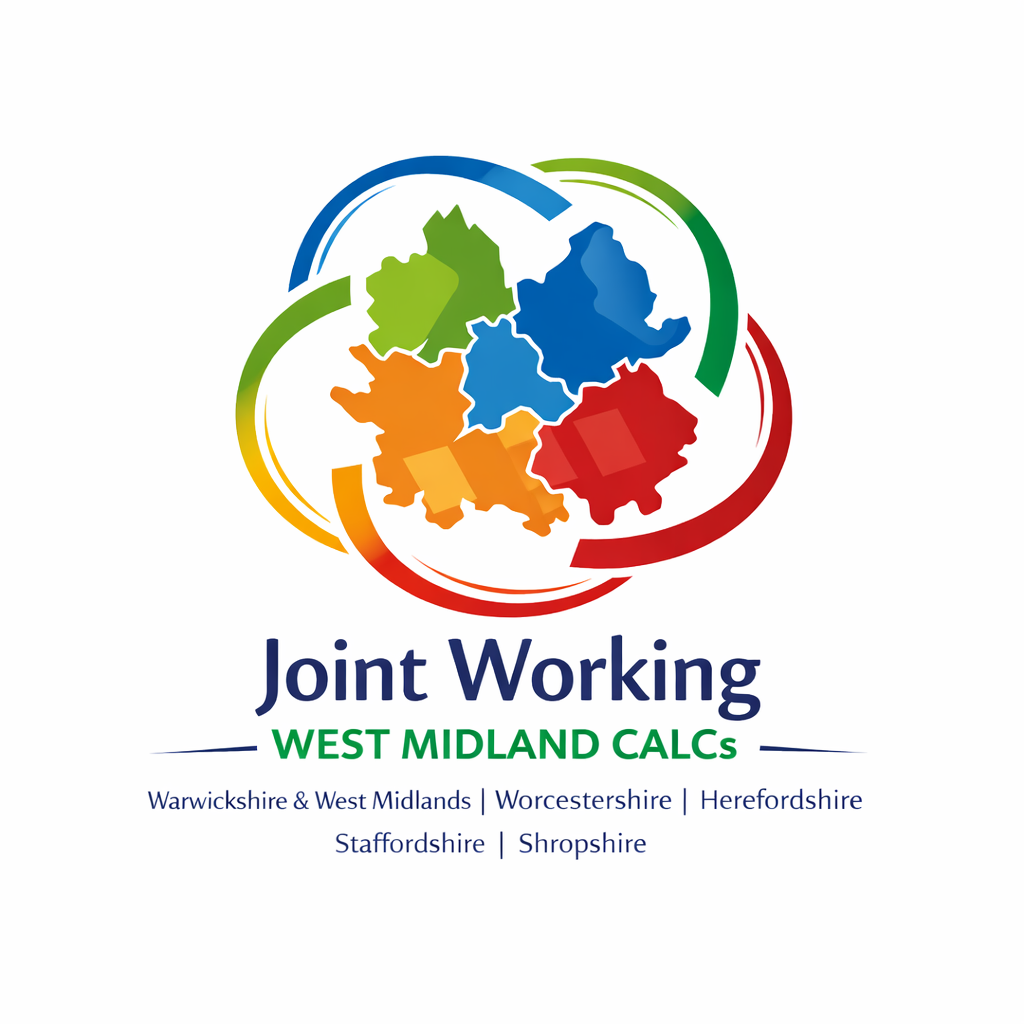 Joint Working
WEST MIDLAND CALCs
Warwickshire & West Midlands | Worcestershire | Herefordshire
Staffordshire | Shropshire